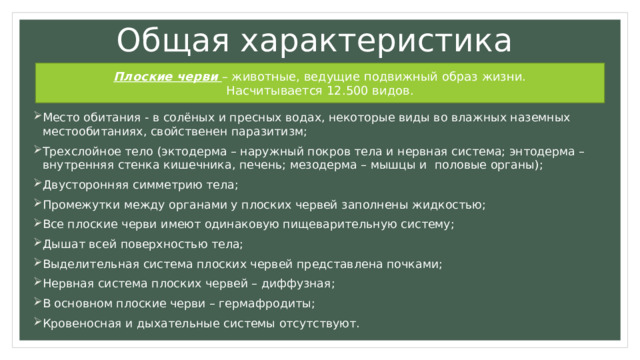 Общая характеристика
Плоские черви – животные, ведущие подвижный образ жизни.
Насчитывается 12.500 видов.
Место обитания - в солёных и пресных водах, некоторые виды во влажных наземных
местообитаниях, свойственен паразитизм;
Трехслойное тело (эктодерма – наружный покров тела и нервная система; энтодерма –
внутренняя стенка кишечника, печень; мезодерма – мышцы и половые органы);
Двусторонняя симметрию тела;
Промежутки между органами у плоских червей заполнены жидкостью;
Все плоские черви имеют одинаковую пищеварительную систему;
Дышат всей поверхностью тела;
Выделительная система плоских червей представлена почками;
Нервная система плоских червей – диффузная;
В основном плоские черви – гермафродиты;
Кровеносная и дыхательные системы отсутствуют.